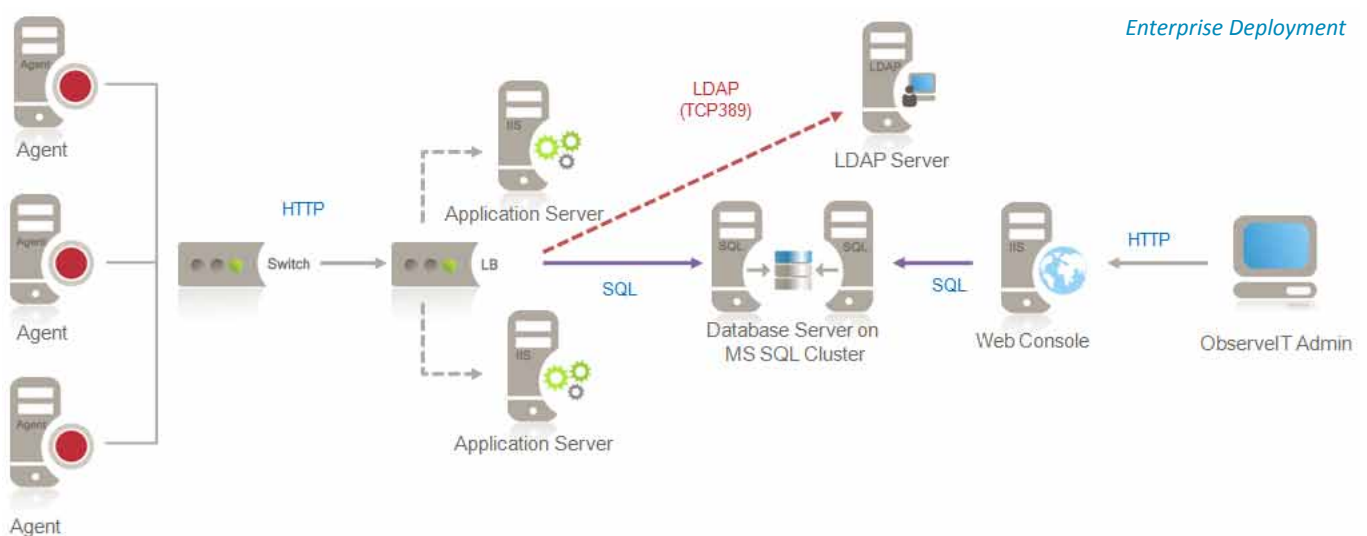 Enterprise Deployment
Agent
Agent
Agent
Agent
Agent
Agent
HTTP
Switch
LB
IIS
Application Server
IIS
Application Server
LDAP
(TCP389)
LDAP
LDAP Server
SQL
SQL
SQL
Database Server on
MS SQL Cluster
SQL
IIS
Web Console
HTTP
ObserveIT Admin